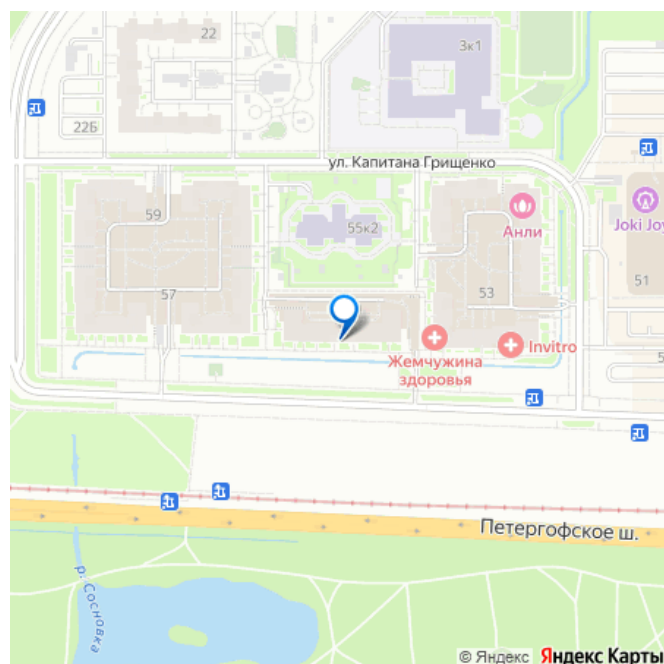 22
3к1
22Б
ул. Капитана Грищенко
59
55к2
Анли
Joki Joy
53
51
57
Invitro
Жемчужина
здоровья
Петергофское ш.
р. Сосновка
© Яндекс Яндекс Карты